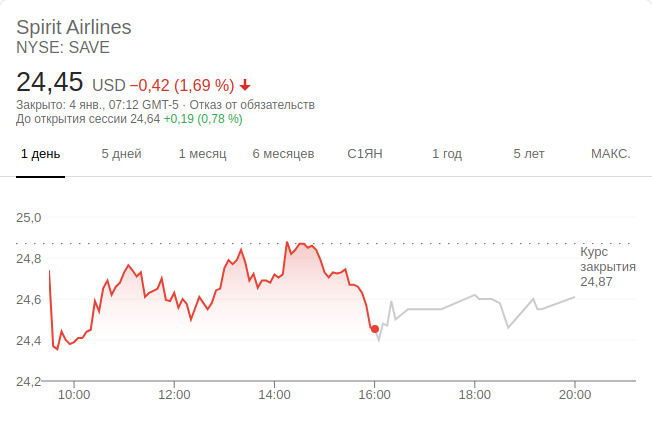 Spirit Airlines
NYSE: SAVE
24,45 USD −0,42 (1,69 %)
Закрыто: 4 янв., 07:12 GMT-5 · Отказ от обязательств
До открытия сессии 24,64 +0,19 (0,78 %)
1 день 5 дней 1 месяц 6 месяцев С1ЯН 1 год 5 лет МАКС.
25,0
24,8
24,6
24,4
24,2
Курс
закрытия
24,87
10:00 12:00 14:00 16:00 18:00 20:00